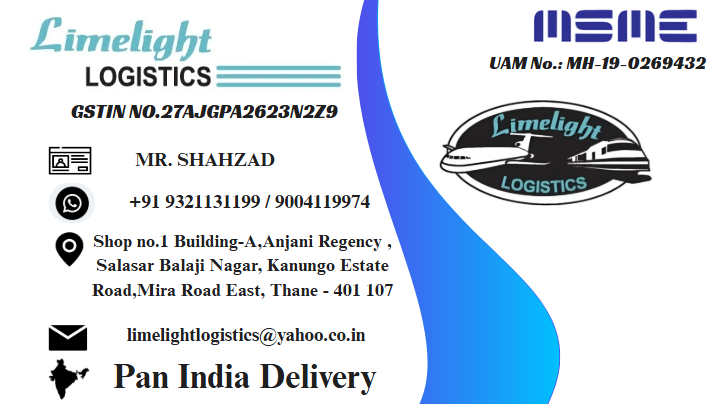 Limelight
LOGISTICS
GSTIN NO.27AJGPA2623N2Z9
MR. SHAHZAD
+91 9321131199 / 9004119974
Shop no.1 Building-A,Anjani Regency ,
Salasar Balaji Nagar, Kanungo Estate
Road,Mira Road East, Thane - 401 107
limelightlogistics@yahoo.co.in
Pan India Delivery
MSME
UAM No.: MH-19-0269432
Limelight
LOGISTICS